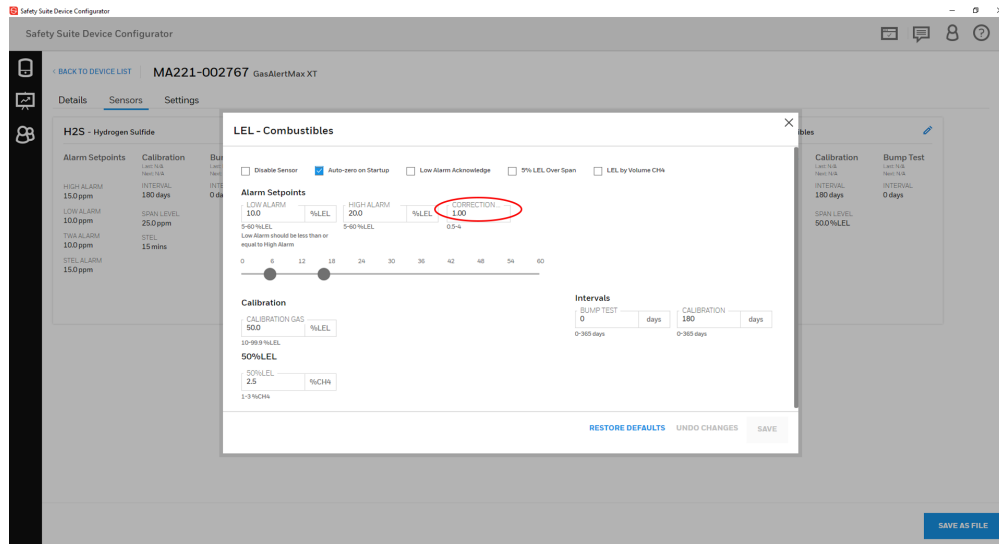 Safety Suite Device Configurator
Safety Suite Device Configurator
< BACK TO DEVICE LIST MA221-002767 GasAlertMax XT
Details Sensors Settings
H2S - Hydrogen Sulfide
Alarm Setpoints
HIGH ALARM
15.0 ppm
LOW ALARM
10.0 ppm
TWA ALARM
10.0 ppm
STEL ALARM
15.0 ppm
Calibration
Last: N/A
Next: N/A
INTERVAL
180 days
SPAN LEVEL
25.0 ppm
STEL
15 mins
LEL - Combustibles
Disable Sensor Auto-zero on Startup Low Alarm Acknowledge 5% LEL Over Span LEL by Volume CH4
Alarm Setpoints
LOW ALARM
10.0 %LEL
5-60 %LEL
Low Alarm should be less than or
equal to High Alarm
HIGH ALARM
20.0 %LEL
5-60 %LEL
CORRECTION ...
1.00
0.5-4
0 6 12 18 24 30 36 42 48 54 60
Calibration
CALIBRATION GAS
50.0 %LEL
10-99.9 %LEL
50%LEL
50%LEL
2.5 %CH4
1-3 %CH4
Intervals
BUMP TEST
0 days
0-365 days
CALIBRATION
180 days
0-365 days
RESTORE DEFAULTS UNDO CHANGES SAVE
Calibration
Last: N/A
Next: N/A
INTERVAL
180 days
SPAN LEVEL
50.0 %LEL
Bump Test
Last: N/A
Next: N/A
INTERVAL
0 days
SAVE AS FILE